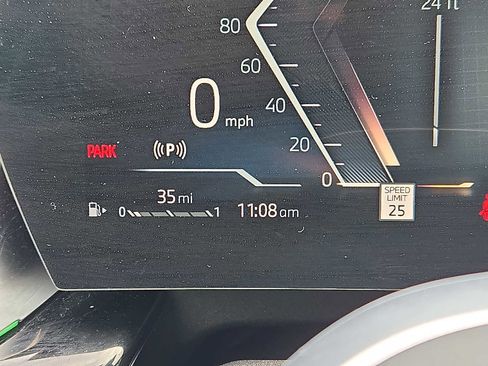 24 ft
80
60
0 mph
40
20
PARK ((P))
0
SPEED
LIMIT
25
35 mi
0 1
11:08 am